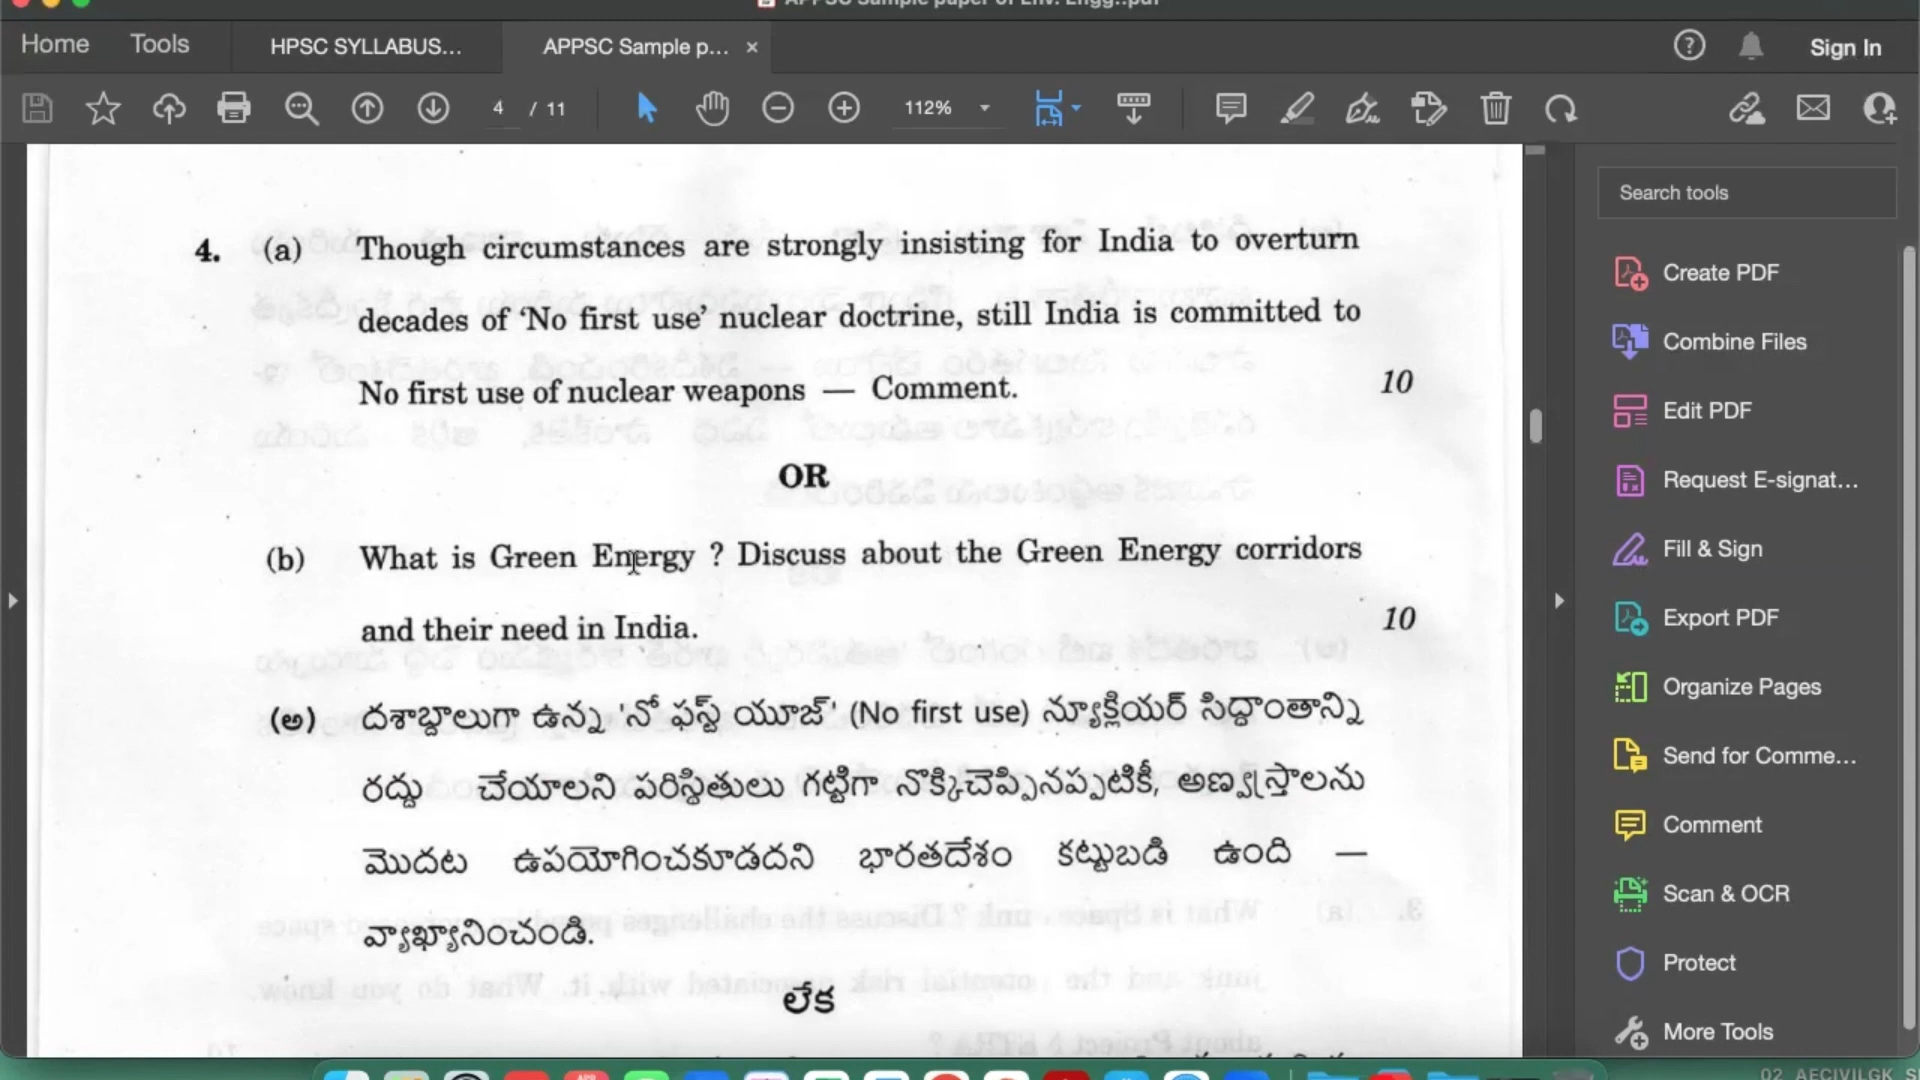 Home Tools HPSC SYLLABUS... APPSC Sample p... × Sign In
4 / 11 112%
Search tools
Create PDF
Combine Files
Edit PDF
Request E-signat...
Fill & Sign
Export PDF
Organize Pages
Send for Comme...
Comment
Scan & OCR
Protect
More Tools
4. (a) Though circumstances are strongly insisting for India to overturn
decades of 'No first use' nuclear doctrine, still India is committed to
No first use of nuclear weapons — Comment. 10
OR
(b) What is Green Energy ? Discuss about the Green Energy corridors
and their need in India. 10
(అ) దశాబ్దాలుగా ఉన్న 'నో ఫస్ట్ యూజ్' (No first use) న్యూక్లియర్ సిద్ధాంతాన్ని
రద్దు చేయాలని పరిస్థితులు గట్టిగా నొక్కిచెప్పినప్పటికీ, అణ్వస్త్రాలను
మొదట ఉపయోగించకూడదని భారతదేశం కట్టుబడి ఉంది —
వ్యాఖ్యానించండి.
లేక